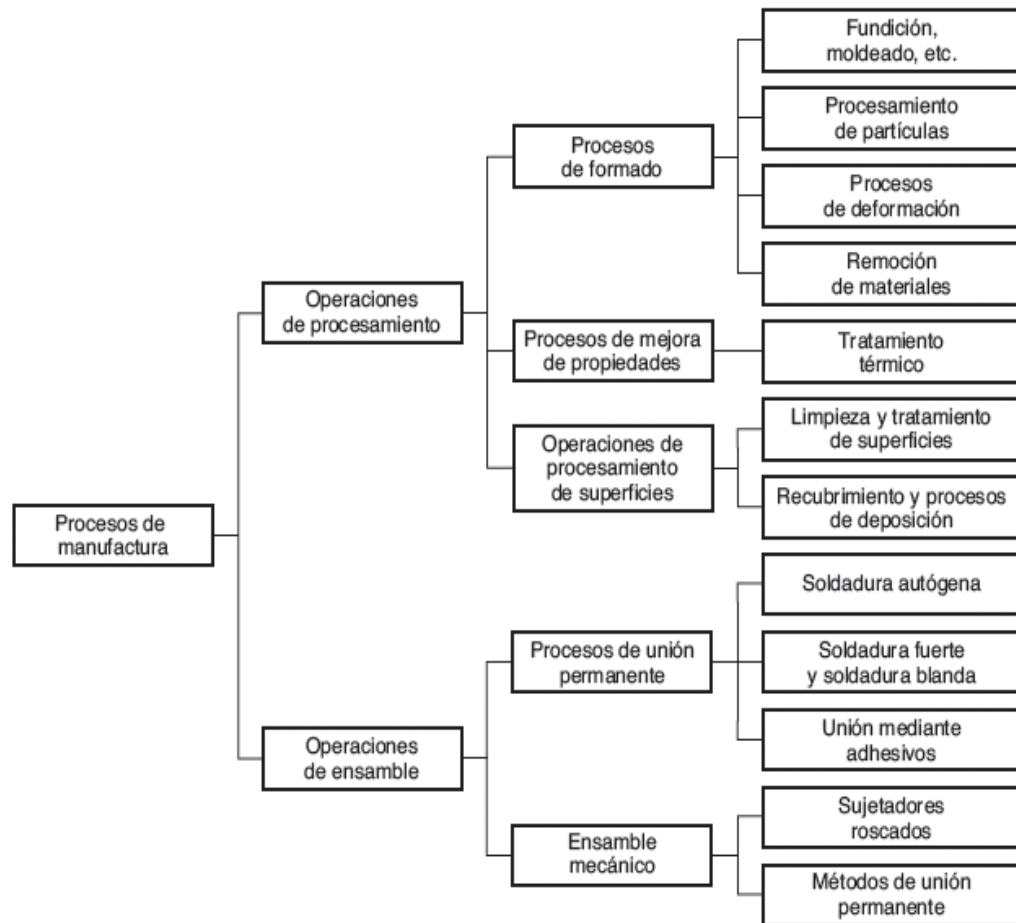 Fundición,
moldeado, etc.
Procesamiento
de partículas
Procesos
de formado
Procesos
de deformación
Remoción
de materiales
Operaciones
de procesamiento
Procesos de mejora
de propiedades
Tratamiento
térmico
Operaciones de
procesamiento
de superficies
Limpieza y tratamiento
de superficies
Recubrimiento y procesos
de deposición
Procesos de
manufactura
Soldadura autógena
Procesos de unión
permanente
Soldadura fuerte
y soldadura blanda
Unión mediante
adhesivos
Operaciones
de ensamble
Sujetadores
roscados
Ensamble
mecánico
Métodos de unión
permanente